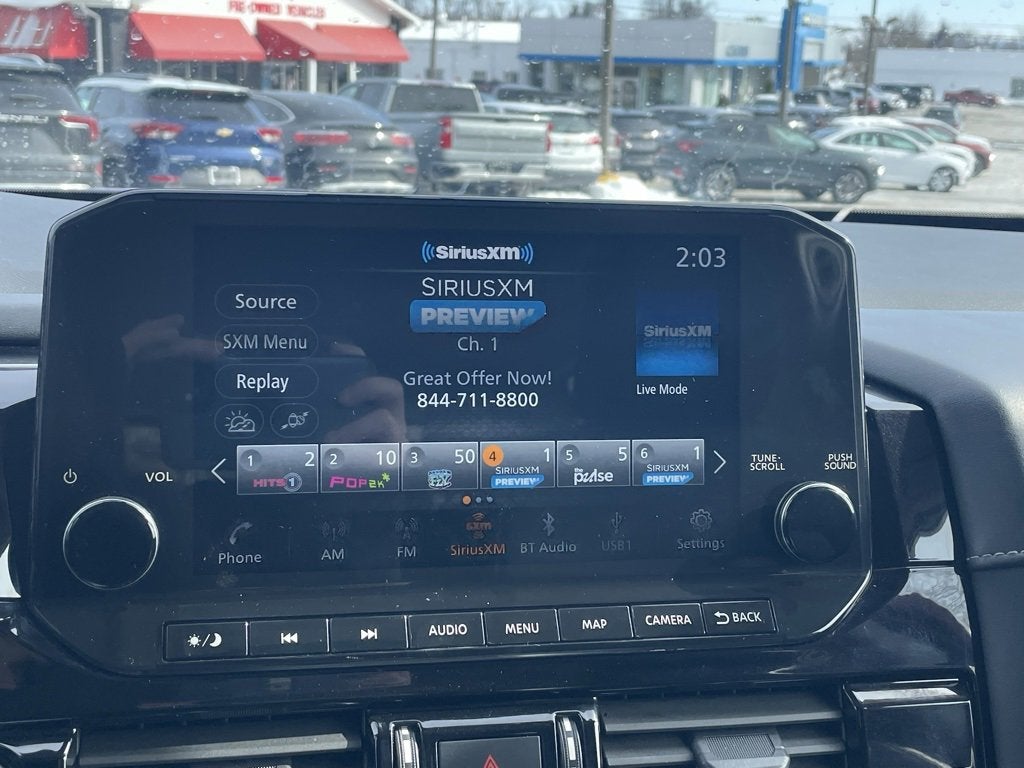 PRE-OWNED VEHICLES
SiriusXM
2:03
SIRIUSXM
PREVIEW
Ch. 1
Source
SXM Menu
Replay
Great Offer Now!
844-711-8800
SiriusXM
Live Mode
1 2 HITS 1
2 10 POP2K
3 50
4 1 SIRIUSXM PREVIEW
5 5 the pulse
6 1 SIRIUSXM PREVIEW
VOL
TUNE·
SCROLL
PUSH
SOUND
Phone
AM
FM
sxm
SiriusXM
BT Audio
USB1
Settings
AUDIO
MENU
MAP
CAMERA
BACK